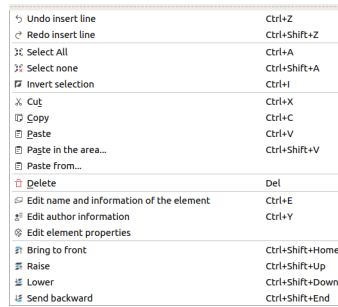 Undo insert line Ctrl+Z
Redo insert line Ctrl+Shift+Z
Select All Ctrl+A
Select none Ctrl+Shift+A
Invert selection Ctrl+I
Cut Ctrl+X
Copy Ctrl+C
Paste Ctrl+V
Paste in the area... Ctrl+Shift+V
Paste from...
Delete Del
Edit name and information of the element Ctrl+E
Edit author information Ctrl+Y
Edit element properties
Bring to front Ctrl+Shift+Home
Raise Ctrl+Shift+Up
Lower Ctrl+Shift+Down
Send backward Ctrl+Shift+End